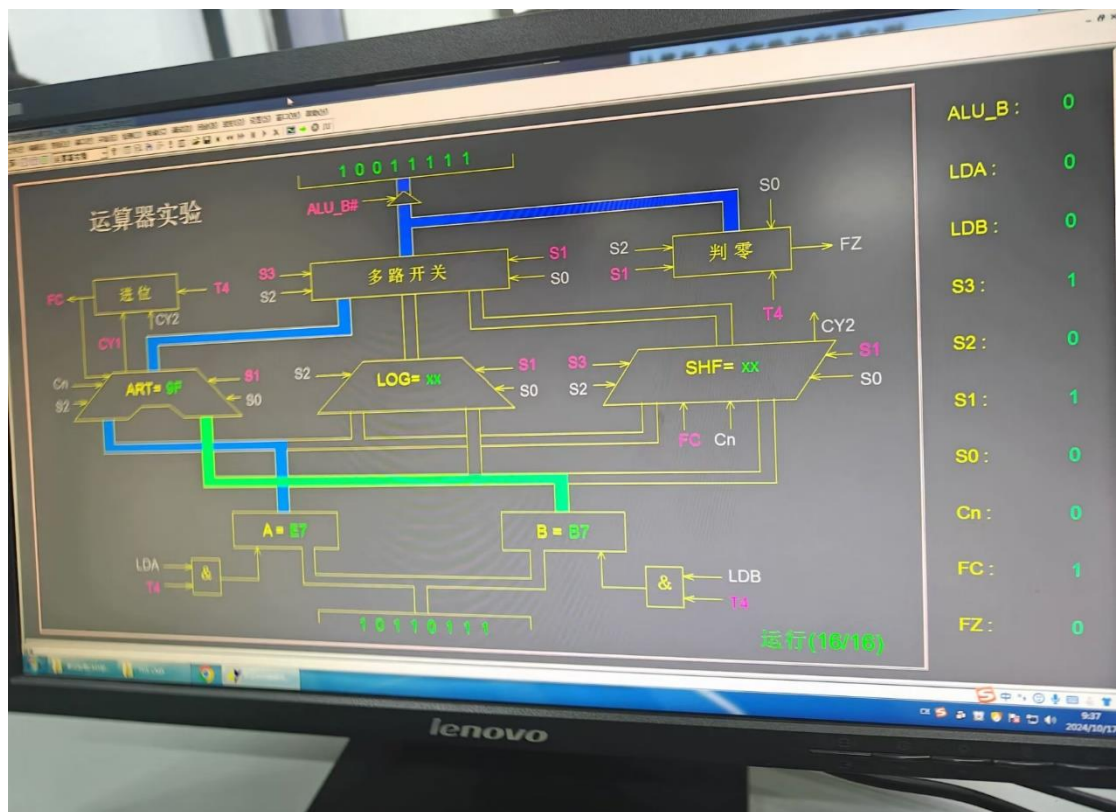 10011111
ALU_B#
运算器实验
S3
S2
多路开关
S1
S0
S0
S2
S1
判零
FZ
T4
FC
进位
T4
CY1
CY2
Cn
S2
ART= 9F
S1
S0
S2
LOG= xx
S1
S0
CY2
S3
S2
SHF= xx
S1
S0
FC
Cn
A = E7
B = B7
LDA
T4
&
&
LDB
T4
10110111
运行(16/16)
ALU_B : 0
LDA : 0
LDB : 0
S3 : 1
S2 : 0
S1 : 1
S0 : 0
Cn : 0
FC : 1
FZ : 0
中
9:37
2024/10/17
lenovo